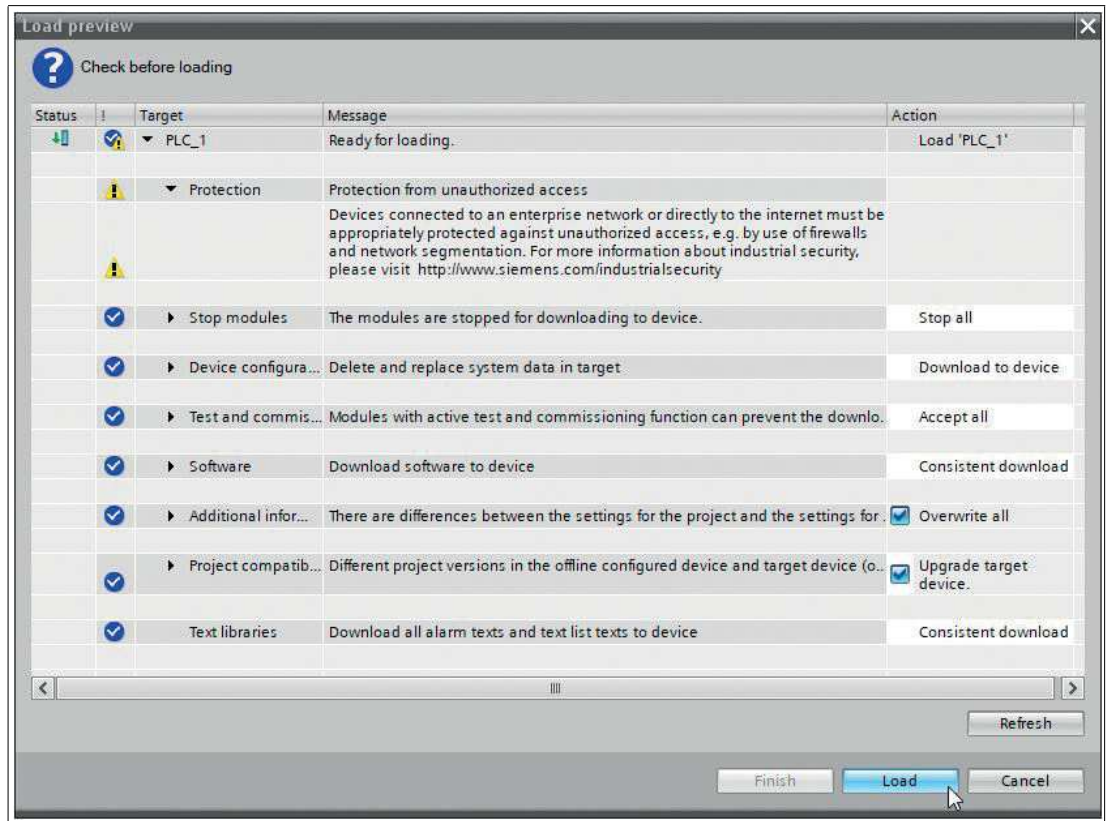 Load preview
Check before loading
Status ! Target Message Action
PLC_1 Ready for loading. Load 'PLC_1'
Protection Protection from unauthorized access
Devices connected to an enterprise network or directly to the internet must be
appropriately protected against unauthorized access, e.g. by use of firewalls
and network segmentation. For more information about industrial security,
please visit http://www.siemens.com/industrialsecurity
Stop modules The modules are stopped for downloading to device. Stop all
Device configura... Delete and replace system data in target Download to device
Test and commis... Modules with active test and commissioning function can prevent the downlo. Accept all
Software Download software to device Consistent download
Additional infor... There are differences between the settings for the project and the settings for . Overwrite all
Project compatib... Different project versions in the offline configured device and target device (o.. Upgrade target
device.
Text libraries Download all alarm texts and text list texts to device Consistent download
Refresh
Finish Load Cancel